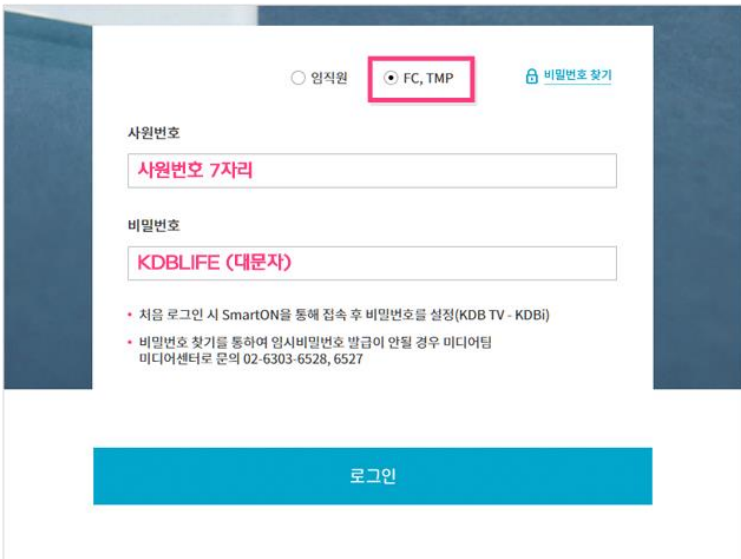 임직원 FC, TMP 비밀번호 찾기
사원번호
사원번호 7자리
비밀번호
KDBLIFE (대문자)
• 처음 로그인 시 SmartON을 통해 접속 후 비밀번호를 설정(KDB TV - KDBi)
• 비밀번호 찾기를 통하여 임시비밀번호 발급이 안될 경우 미디어팀
미디어센터로 문의 02-6303-6528, 6527
로그인